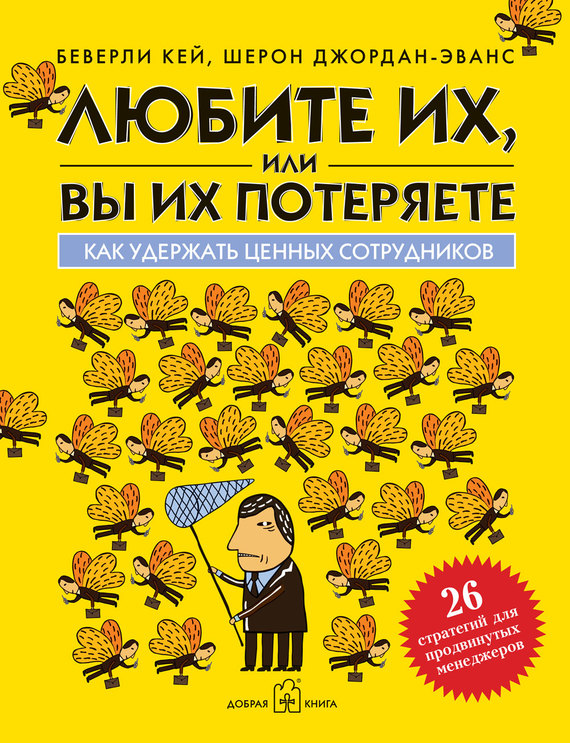 БЕВЕРЛИ КЕЙ, ШЕРОН ДЖОРДАН-ЭВАНС
ЛЮБИТЕ ИХ,
ИЛИ
ВЫ ИХ ПОТЕРЯЕТЕ
КАК УДЕРЖАТЬ ЦЕННЫХ СОТРУДНИКОВ
26
стратегий для
продвинутых
менеджеров
ДОБРАЯ ® КНИГА